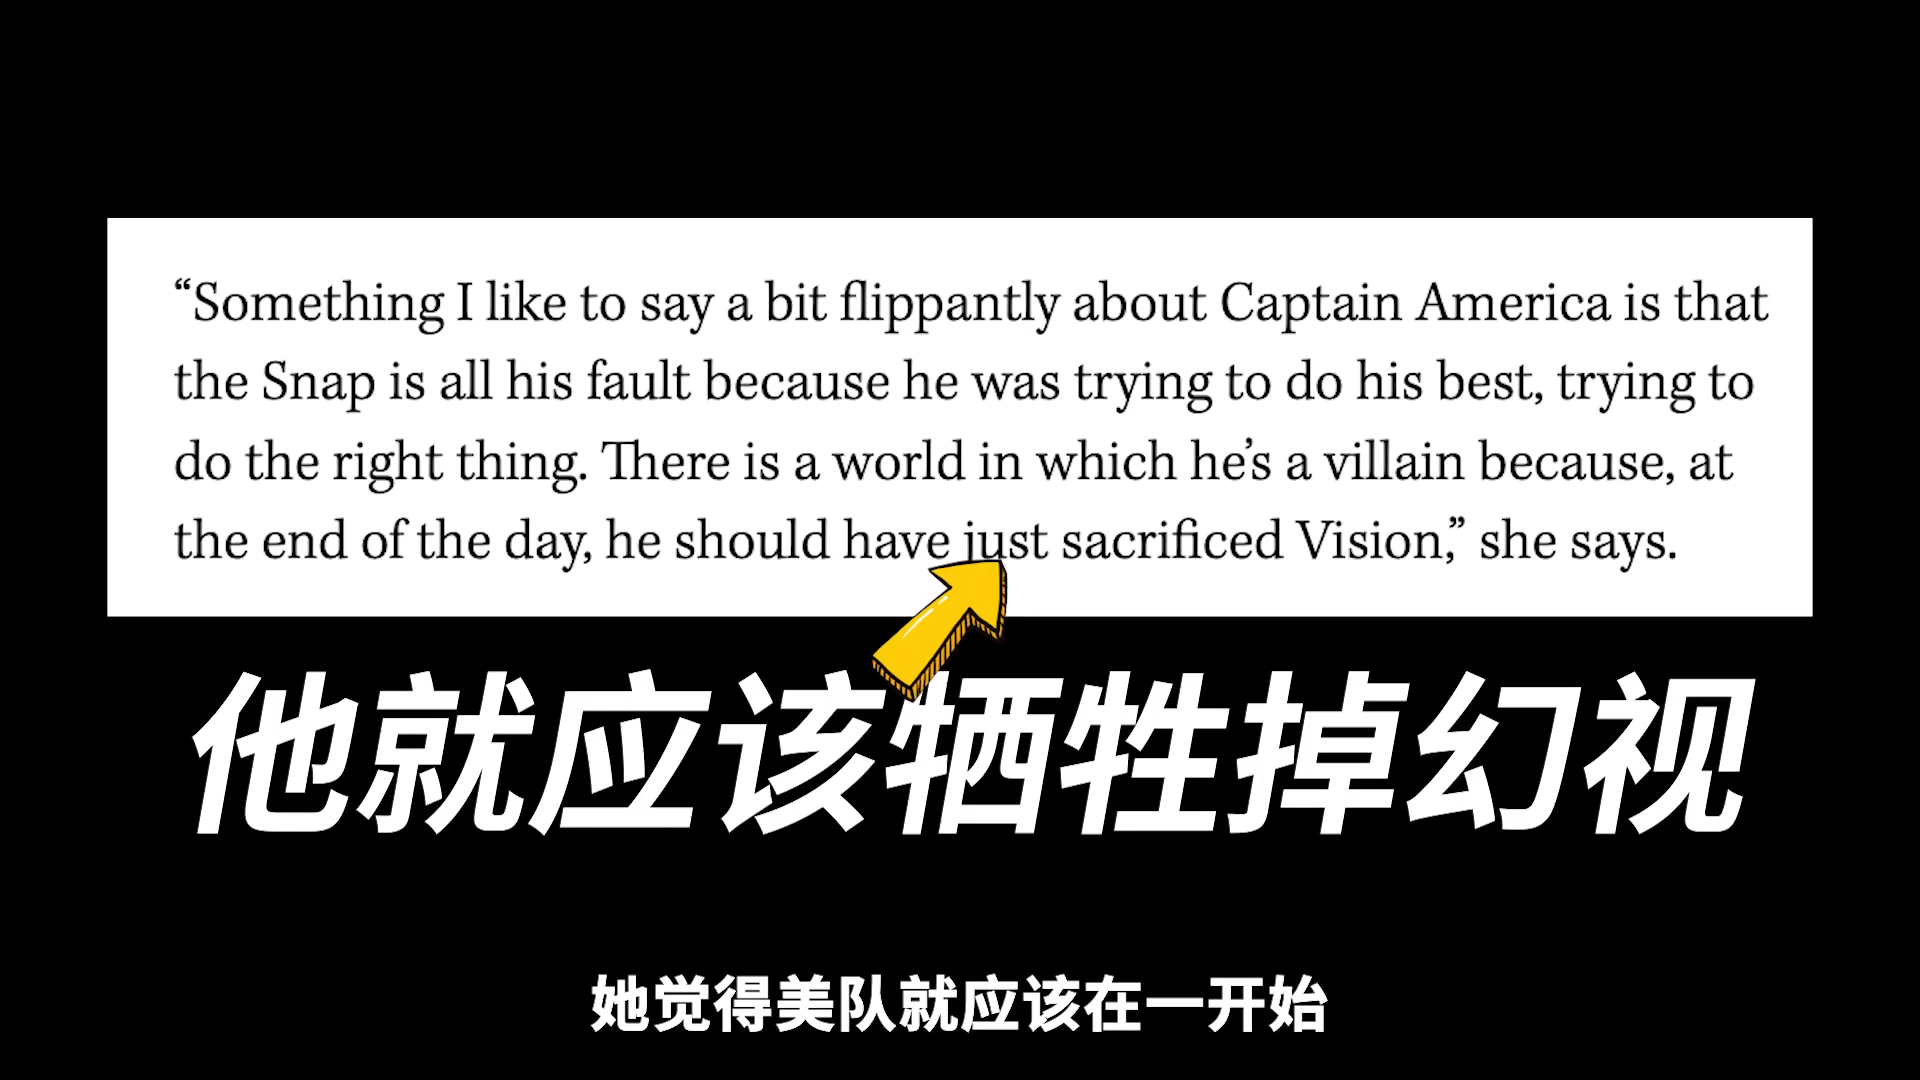 “Something I like to say a bit flippantly about Captain America is that
the Snap is all his fault because he was trying to do his best, trying to
do the right thing. There is a world in which he’s a villain because, at
the end of the day, he should have just sacrificed Vision,” she says.
他就应该牺牲掉幻视
她觉得美队就应该在一开始